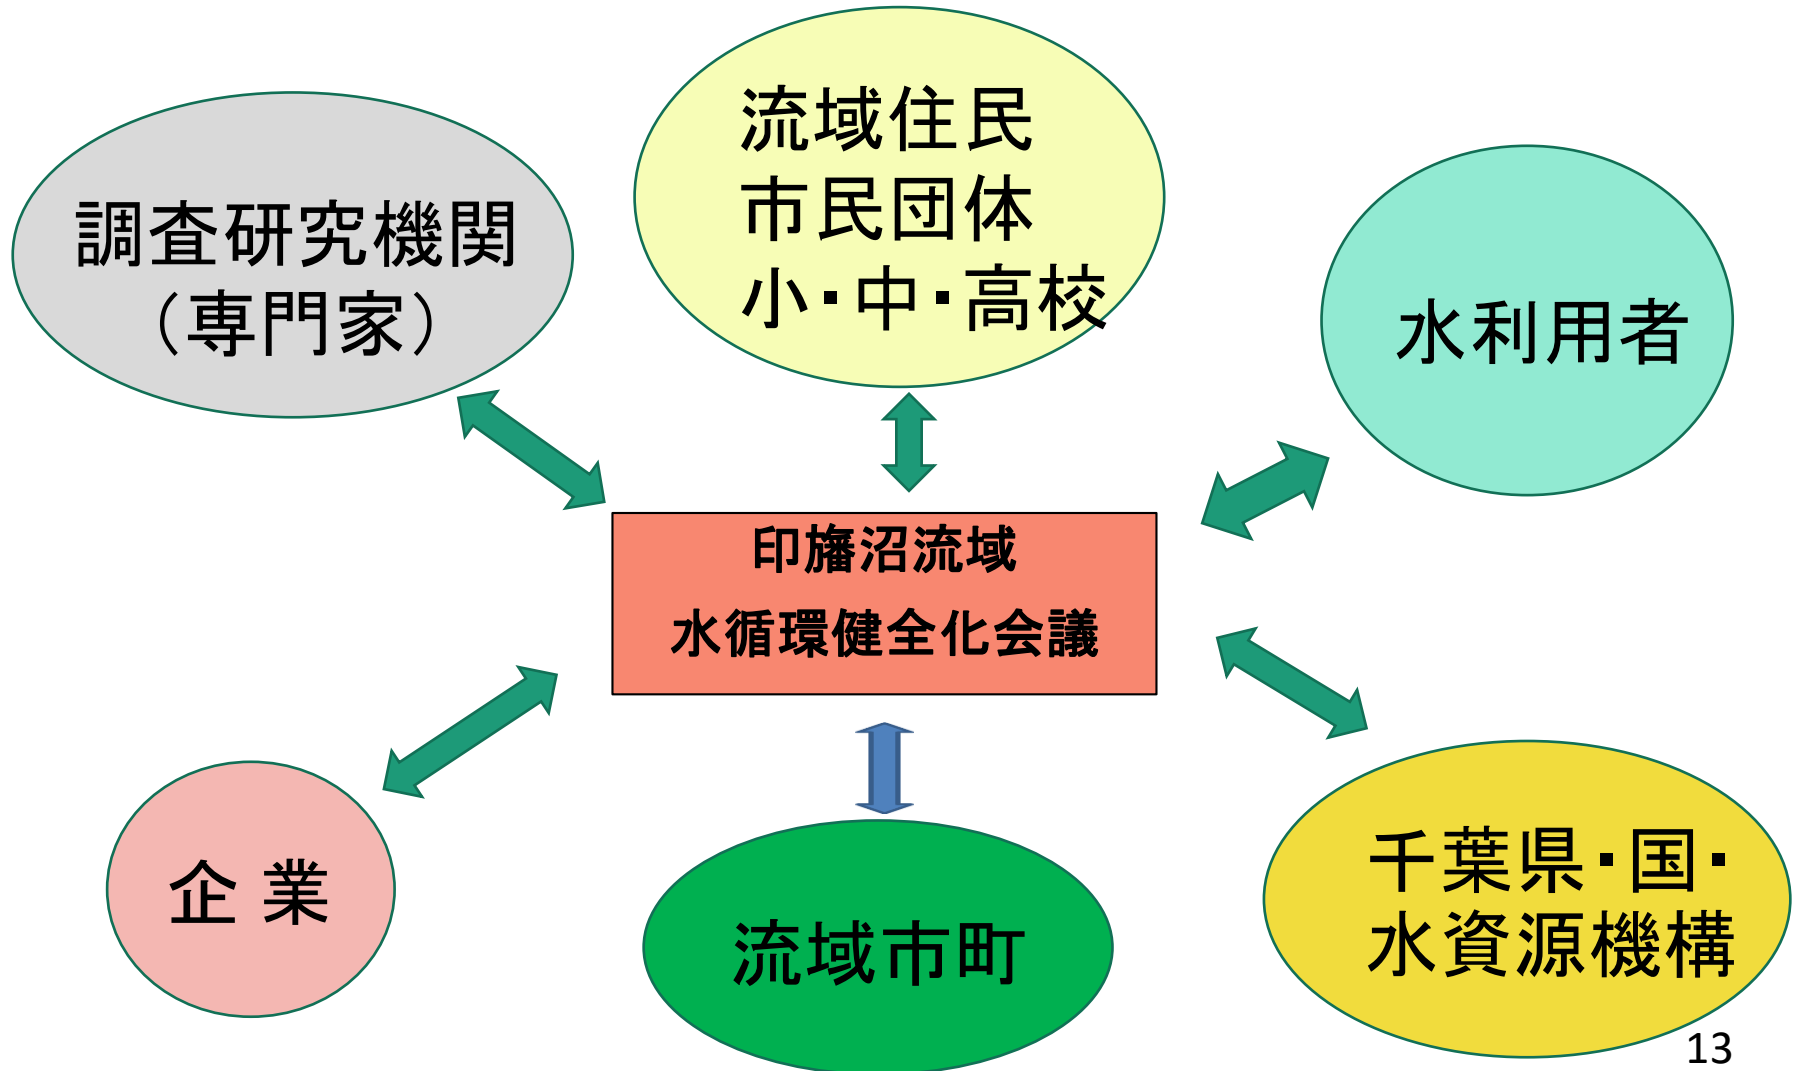 流域住民
市民団体
小・中・高校
調査研究機関
（専門家）
水利用者
印旛沼流域
水循環健全化会議
企 業
流域市町
千葉県・国・
水資源機構
13